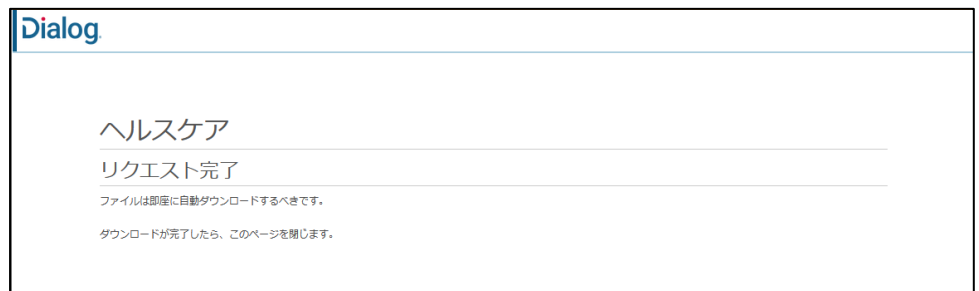 Dialog
ヘルスケア
リクエスト完了
ファイルは即座に自動ダウンロードするべきです。
ダウンロードが完了したら、このページを閉じます。